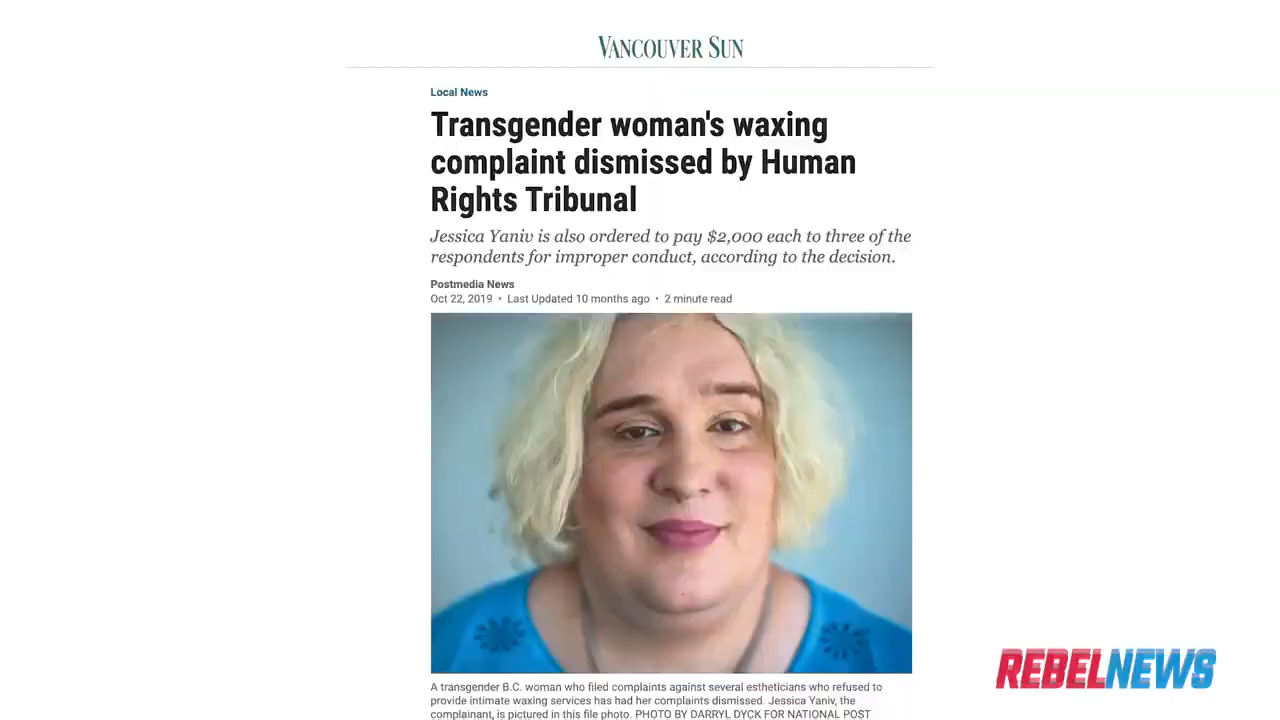 VANCOUVER SUN
Local News
Transgender woman's waxing
complaint dismissed by Human
Rights Tribunal
Jessica Yaniv is also ordered to pay $2,000 each to three of the
respondents for improper conduct, according to the decision.
Postmedia News
Oct 22, 2019 • Last Updated 10 months ago • 2 minute read
REBELNEWS
A transgender B.C. woman who filed complaints against several estheticians who refused to
provide intimate waxing services has had her complaints dismissed. Jessica Yaniv, the
complainant, is pictured in this file photo. PHOTO BY DARRYL DYCK FOR NATIONAL POST